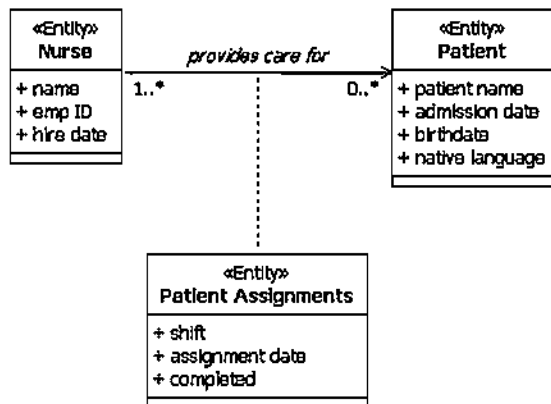 «Entity»
Nurse
+ name
+ emp ID
+ hire date
provides care for
1..*
0..*
«Entity»
Patient
+ patient name
+ admission date
+ birthdate
+ native language
«Entity»
Patient Assignments
+ shift
+ assignment date
+ completed